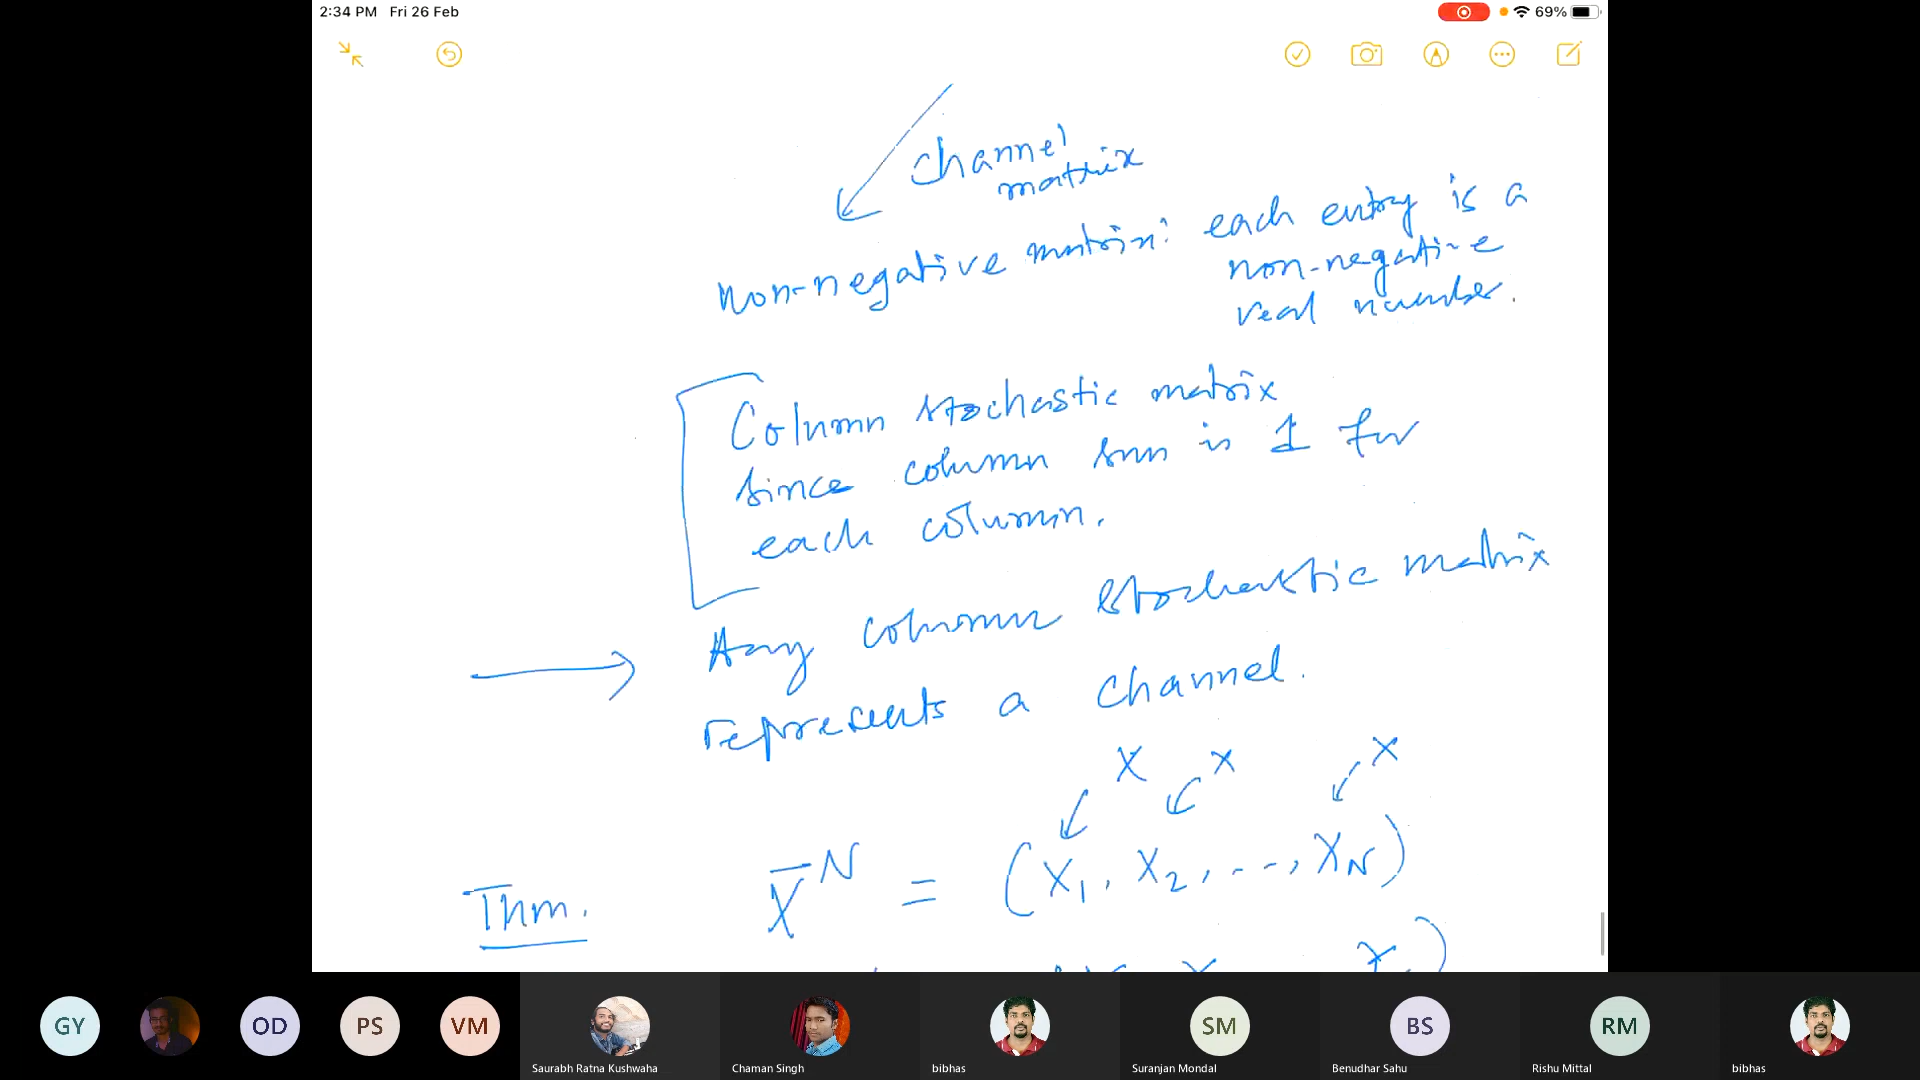 2:34 PM Fri 26 Feb
69%
channel
matrix
non-negative matrix: each entry is a
non-negative
real number.
Column stochastic matrix
since column sum is 1 for
each column.
Any column stochastic matrix
represents a channel.
X X X
Thm. X̄^N = (X₁, X₂, ..., X_N)
GY OD PS VM SM BS RM
Saurabh Ratna Kushwaha Chaman Singh bibhas Suranjan Mondal Benudhar Sahu Rishu Mittal bibhas